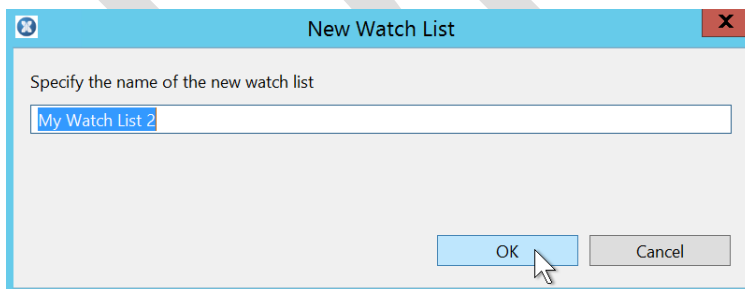 New Watch List
X
Specify the name of the new watch list
My Watch List 2
OK Cancel